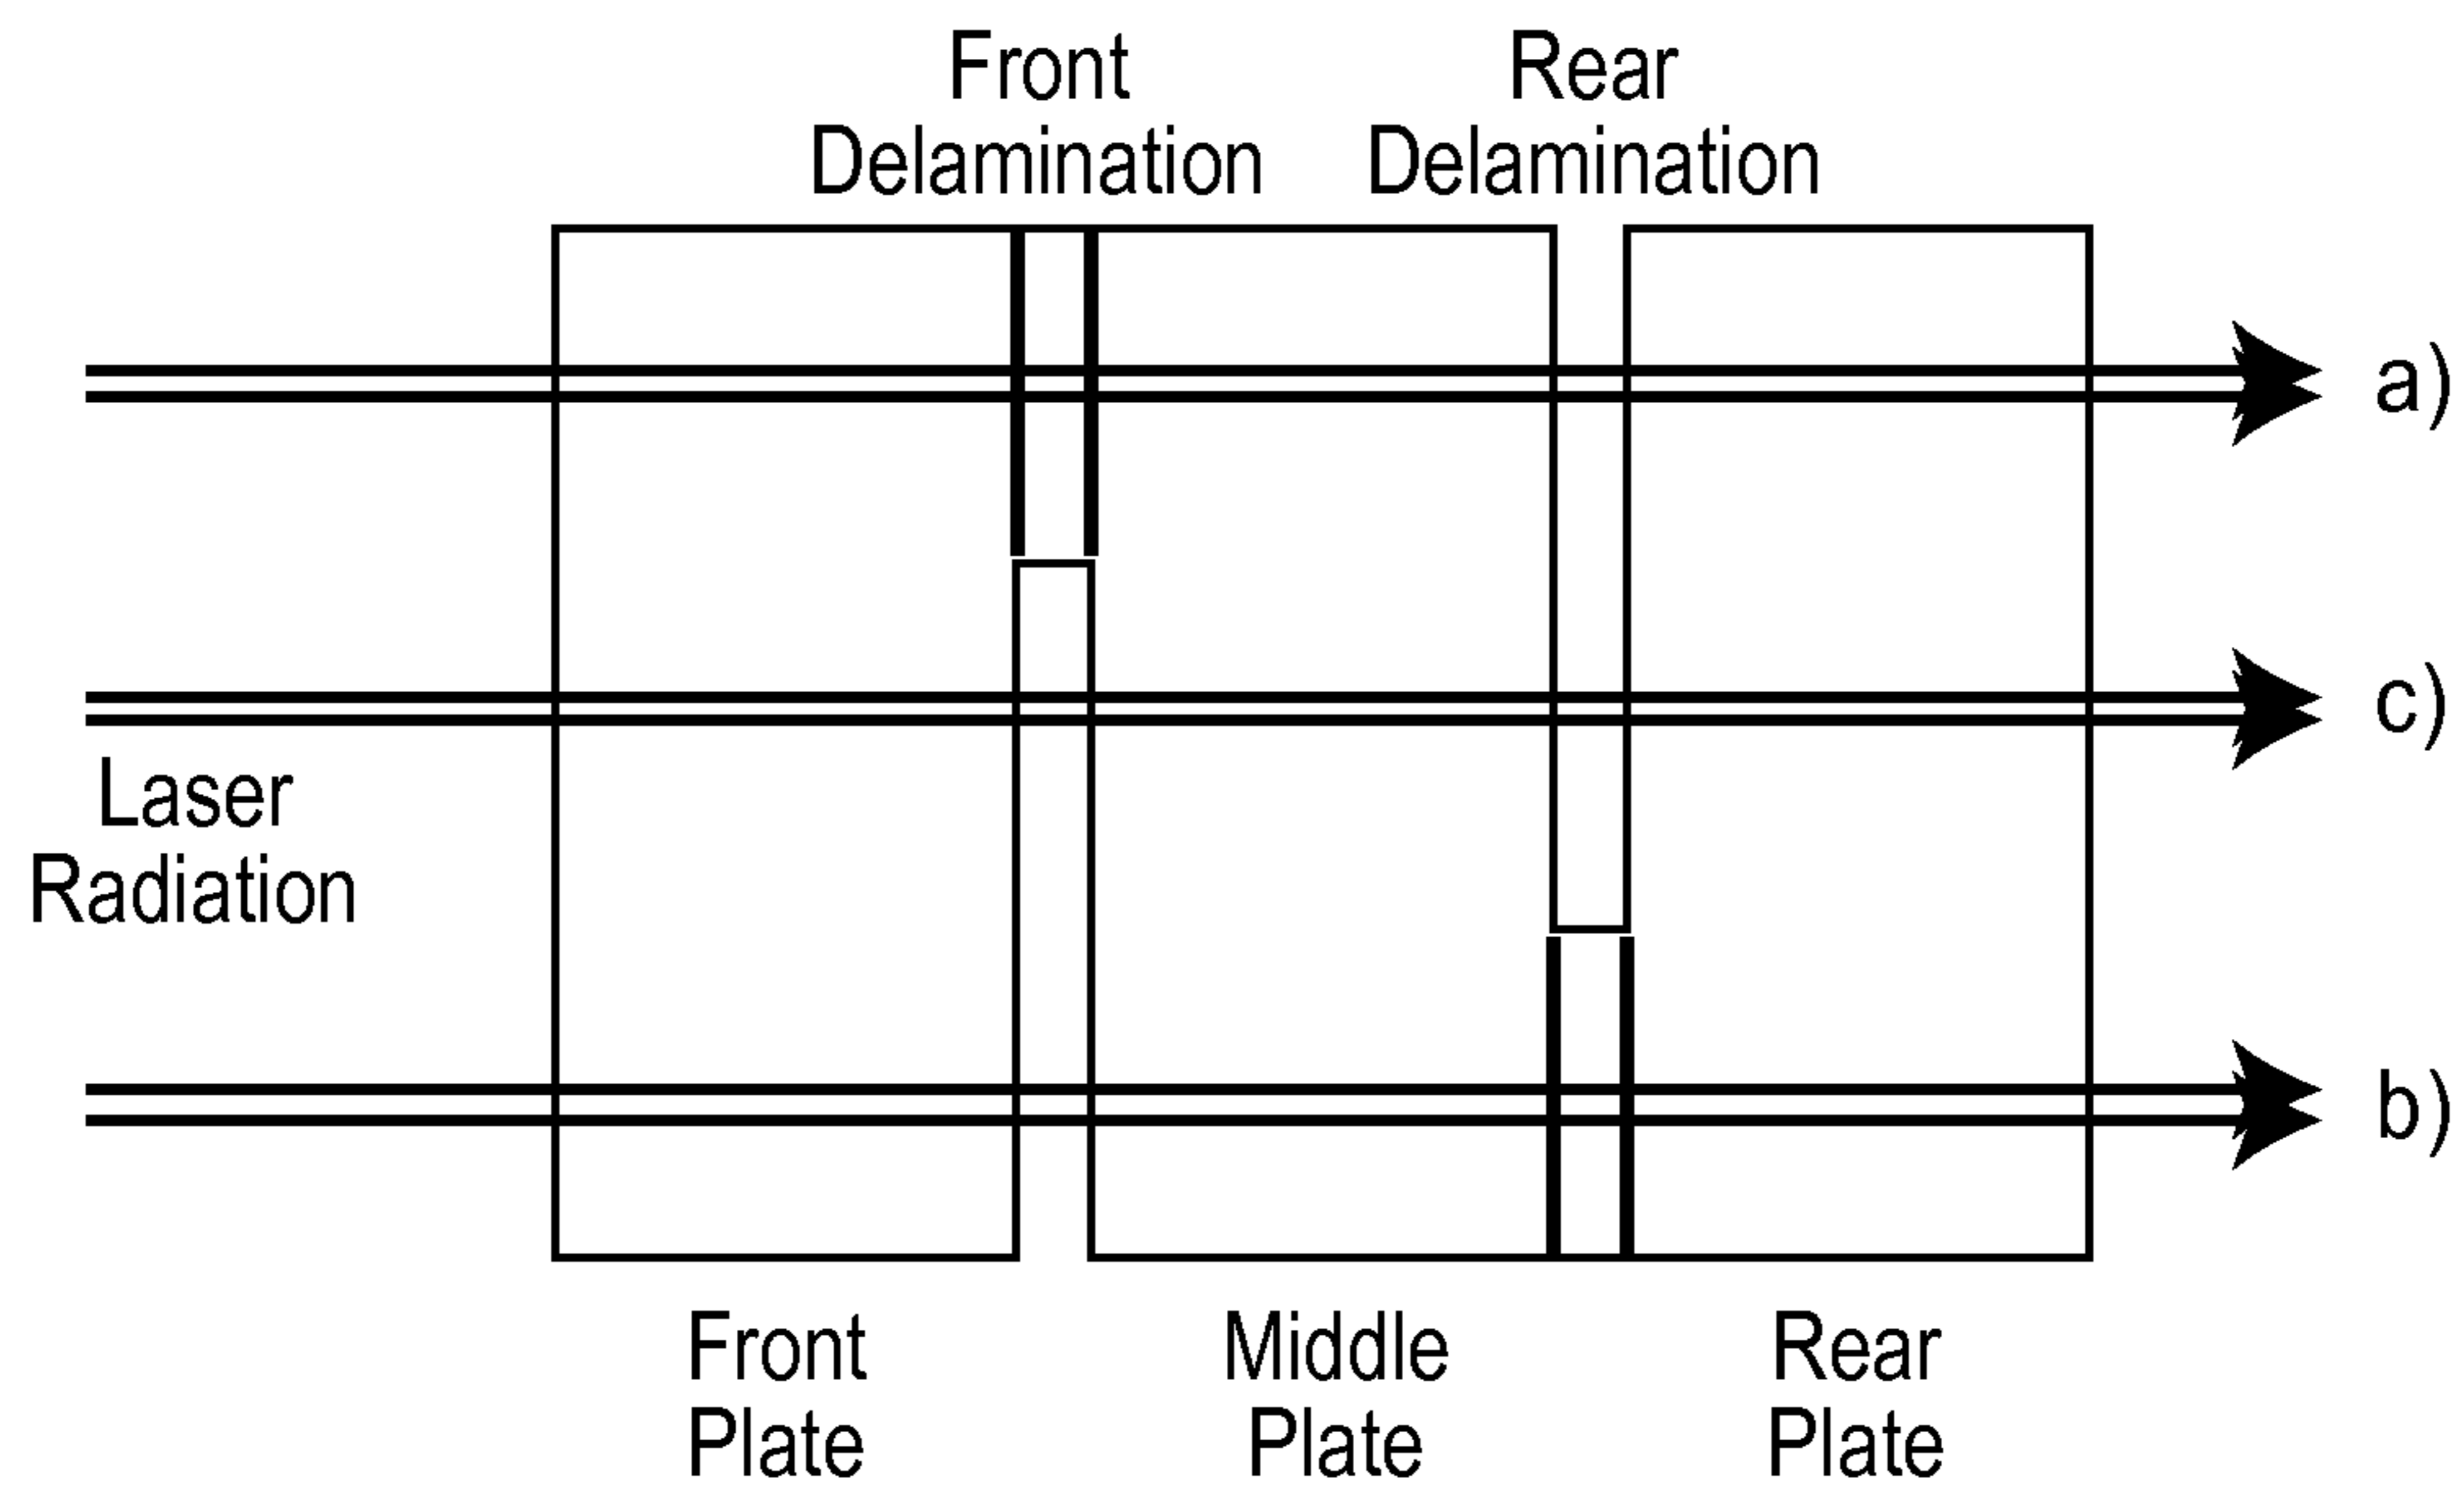 Front
Delamination
Rear
Delamination
a)
c)
Laser
Radiation
b)
Front
Plate
Middle
Plate
Rear
Plate